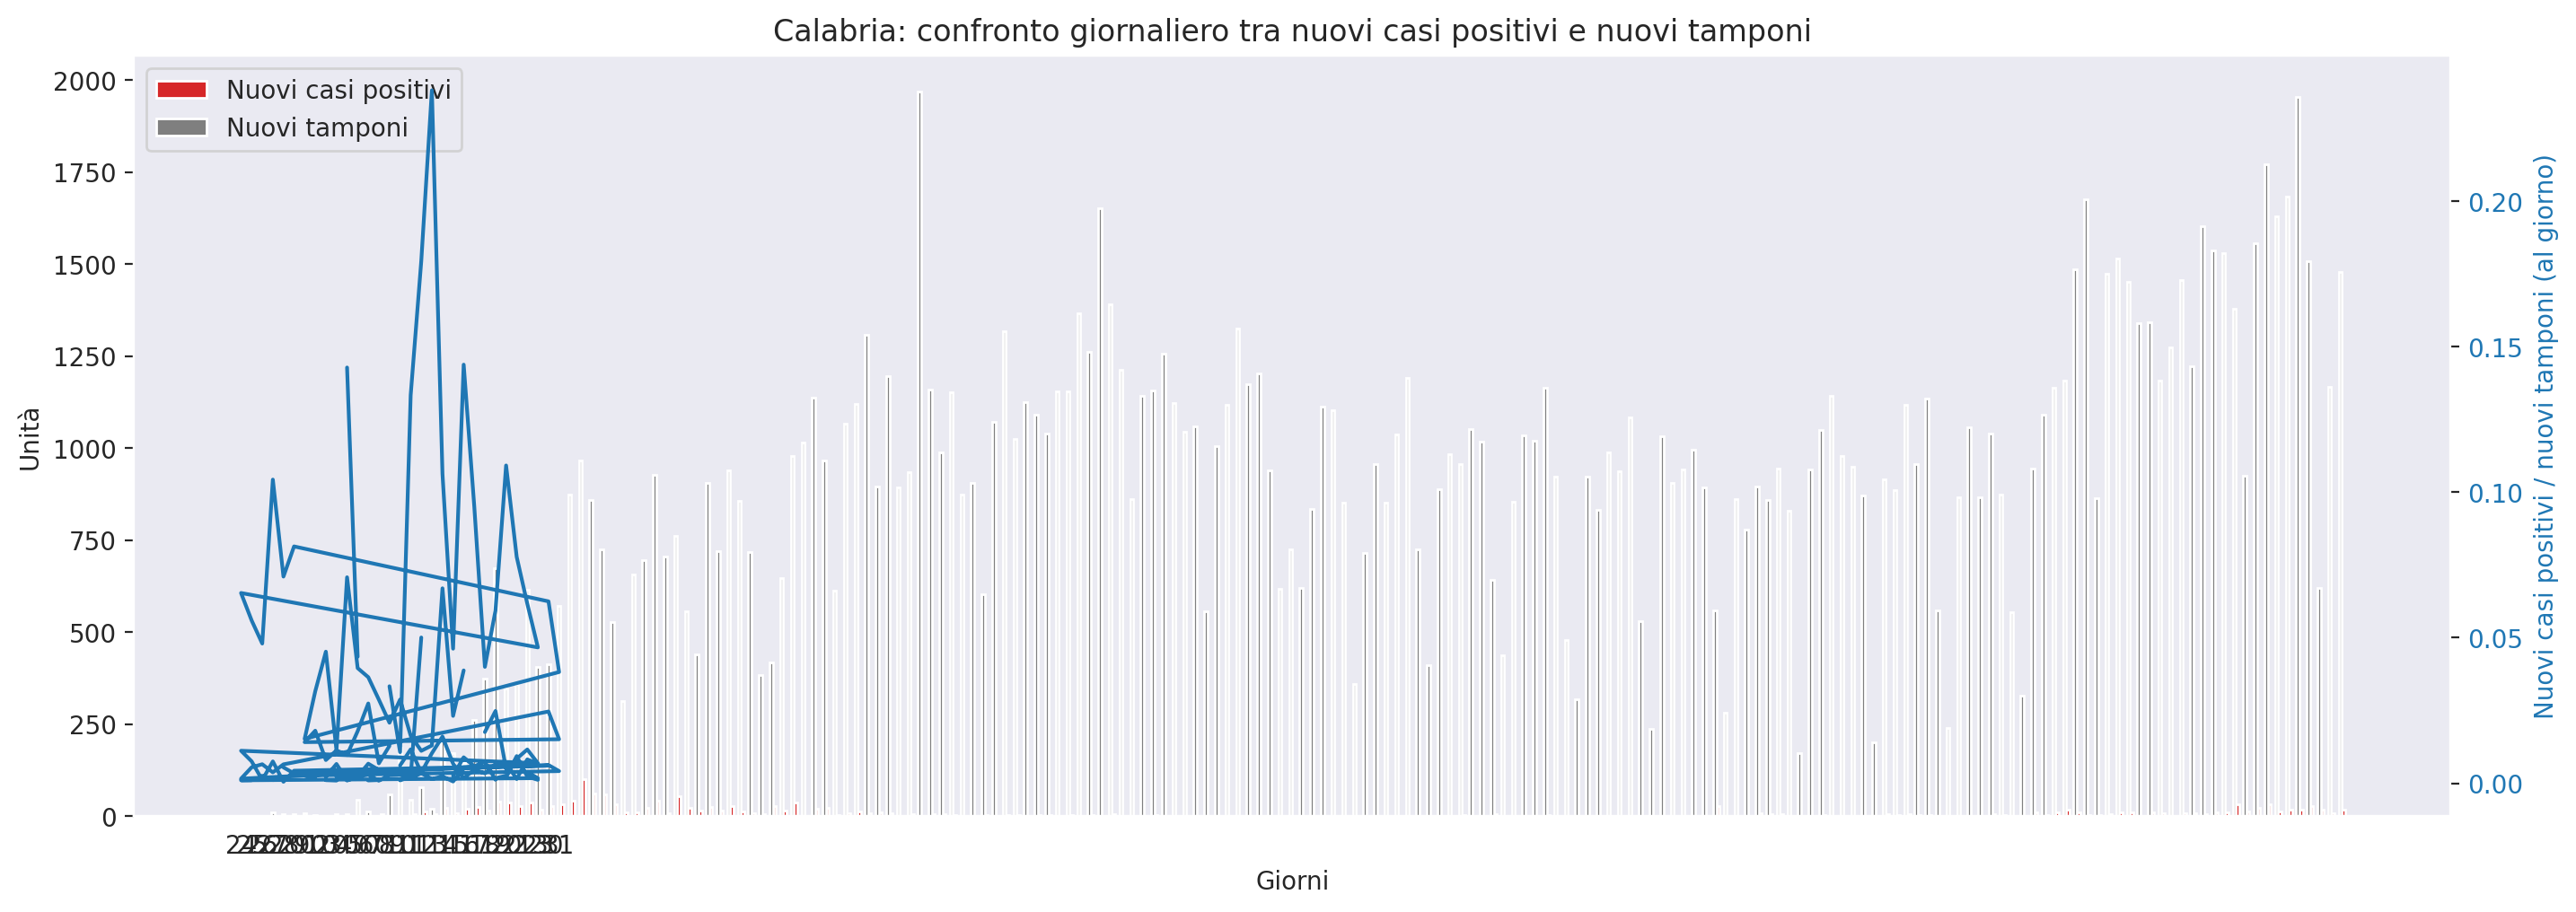 Calabria: confronto giornaliero tra nuovi casi positivi e nuovi tamponi
Nuovi casi positivi
Nuovi tamponi
2000
1750
1500
1250
1000
750
500
250
0
Unità
0.20
0.15
0.10
0.05
0.00
Nuovi casi positivi / nuovi tamponi (al giorno)
Giorni